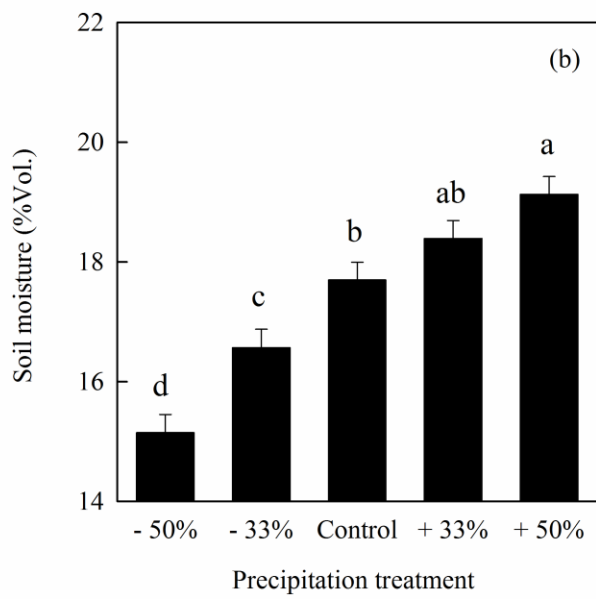 22
(b)
20
18
16
14
Soil moisture (%Vol.)
d
c
b
ab
a
- 50%
- 33%
Control
+ 33%
+ 50%
Precipitation treatment